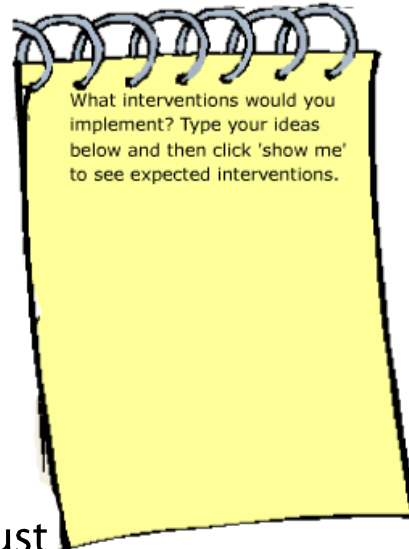 What interventions would you
implement? Type your ideas
below and then click 'show me'
to see expected interventions.